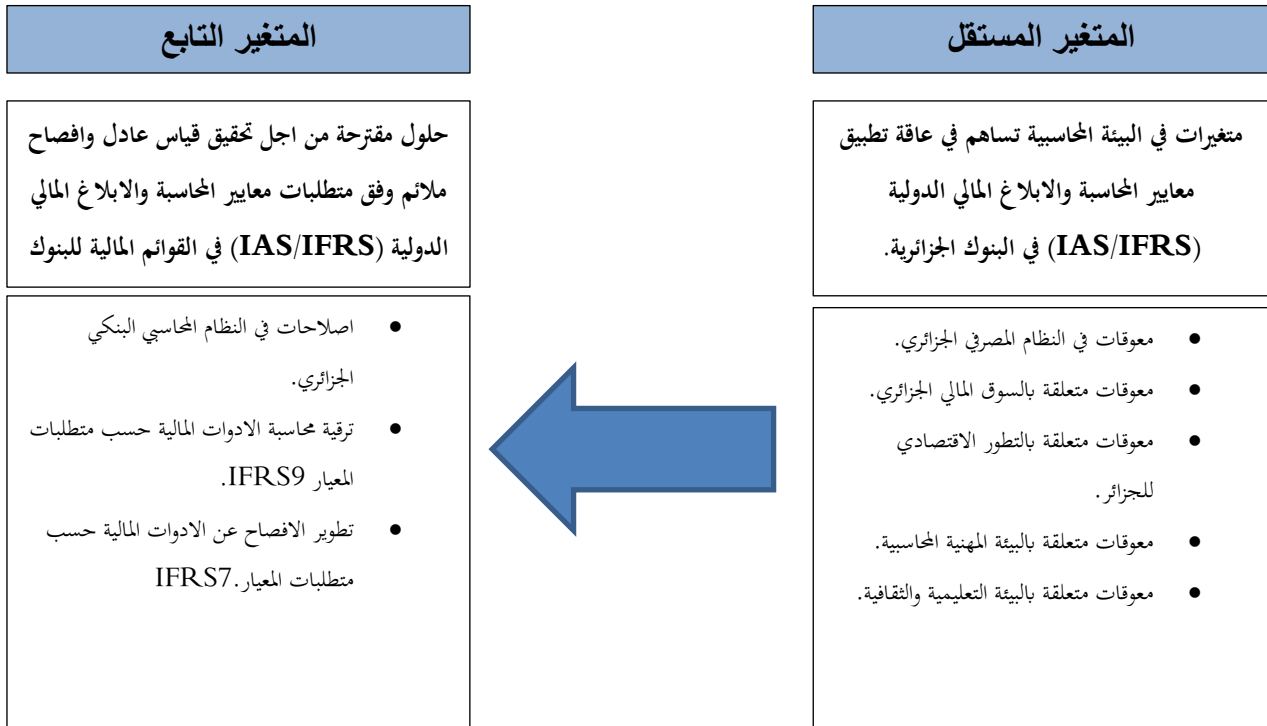 المتغير المستقل
متغيرات في البيئة المحاسبية تساهم في عاقة تطبيق
معايير المحاسبة والابلاغ المالي الدولية
(IAS/IFRS) في البنوك الجزائرية.
● معوقات في النظام المصرفي الجزائري.
● معوقات متعلقة بالسوق المالي الجزائري.
● معوقات متعلقة بالتطور الاقتصادي
للجزائر.
● معوقات متعلقة بالبيئة المهنية المحاسبية.
● معوقات متعلقة بالبيئة التعليمية والثقافية.
المتغير التابع
حلول مقترحة من اجل تحقيق قياس عادل وافصاح
ملائم وفق متطلبات معايير المحاسبة والابلاغ المالي
الدولية (IAS/IFRS) في القوائم المالية للبنوك
● اصلاحات في النظام المحاسبي البنكي
الجزائري.
● ترقية محاسبة الادوات المالية حسب متطلبات
المعيار IFRS9.
● تطوير الافصاح عن الادوات المالية حسب
متطلبات المعيار.IFRS7